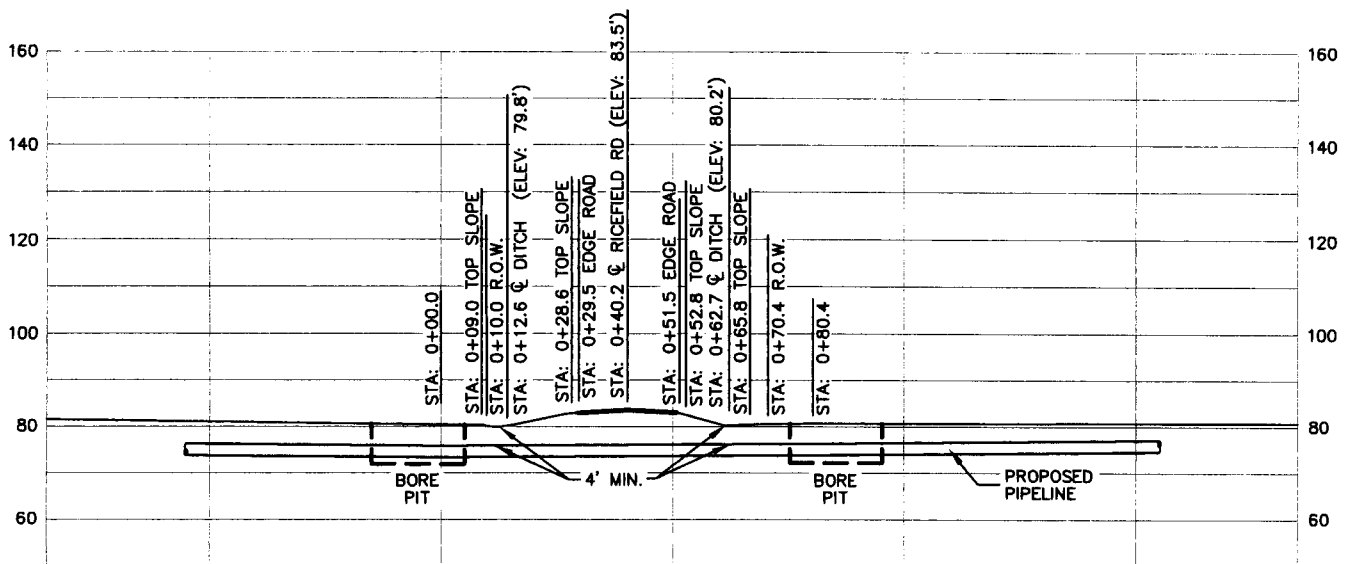 160
140
120
100
80
60
STA: 0+00.0
STA: 0+09.0 TOP SLOPE
STA: 0+10.0 R.O.W.
STA: 0+12.6 ℄ DITCH (ELEV: 79.8')
STA: 0+28.6 TOP SLOPE
STA: 0+29.5 EDGE ROAD
STA: 0+40.2 ℄ RICEFIELD RD (ELEV: 83.5')
STA: 0+51.5 EDGE ROAD
STA: 0+52.8 TOP SLOPE
STA: 0+62.7 ℄ DITCH (ELEV: 80.2')
STA: 0+65.8 TOP SLOPE
STA: 0+70.4 R.O.W.
STA: 0+80.4
160
140
120
100
80
60
BORE
PIT
4' MIN.
BORE
PIT
PROPOSED
PIPELINE